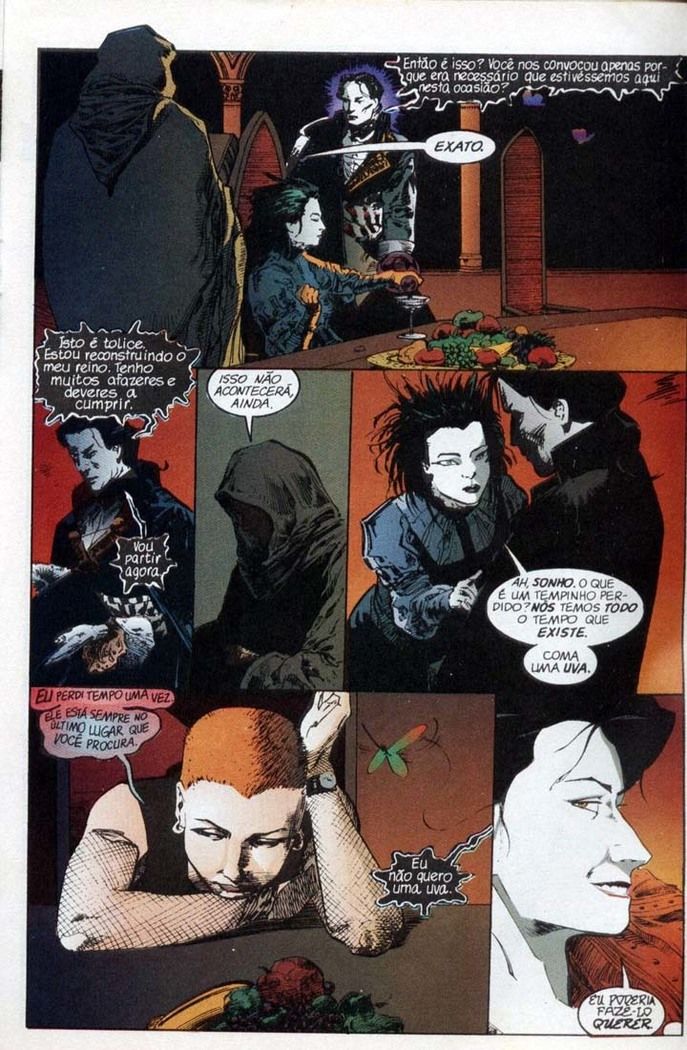 Então é isso? Você nos convocou apenas por-
que era necessário que estivéssemos aqui
nesta ocasião?
EXATO.
Isto é tolice.
Estou reconstruindo o
meu reino. Tenho
muitos afazeres e
deveres a
cumprir.
Vou
partir
agora.
ISSO NÃO
ACONTECERÁ,
AINDA.
AH, SONHO. O QUE
É UM TEMPINHO PER-
DIDO? NÓS TEMOS TODO
O TEMPO QUE
EXISTE.
COMA
UMA UVA.
EU PERDI TEMPO UMA VEZ.
ELE ESTÁ SEMPRE NO
ÚLTIMO LUGAR QUE
VOCÊ PROCURA.
Eu
não quero
uma uva.
EU PODERIA
FAZÊ-LO
QUERER.